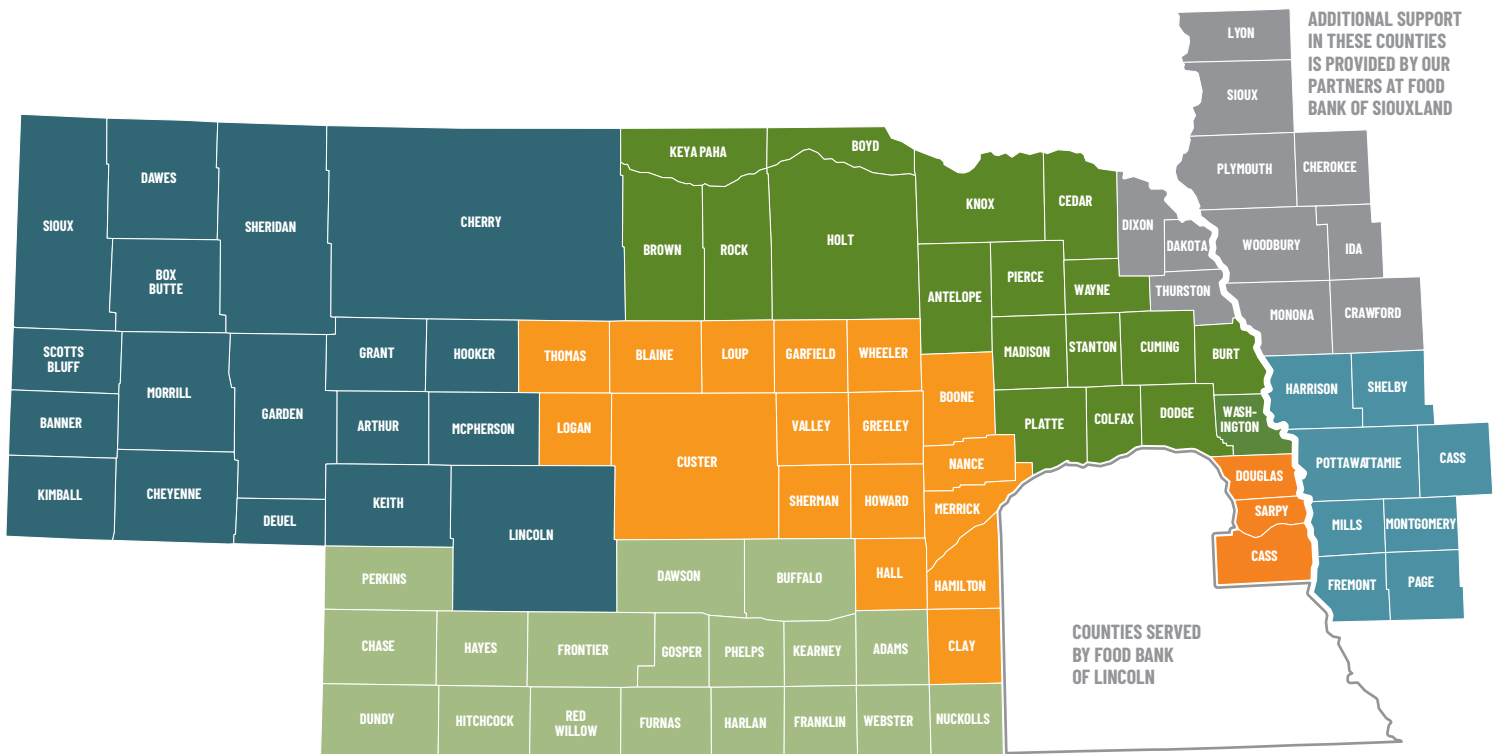 LYON
ADDITIONAL SUPPORT
IN THESE COUNTIES
IS PROVIDED BY OUR
PARTNERS AT FOOD
BANK OF SIOUXLAND
SIOUX
PLYMOUTH
CHEROKEE
WOODBURY
IDA
MONONA
CRAWFORD
KEYA PAHA
BOYD
DAWES
SIOUX
SHERIDAN
CHERRY
BOX
BUTTE
BROWN
ROCK
HOLT
KNOX
CEDAR
DIXON
DAKOTA
THURSTON
ANTELOPE
PIERCE
WAYNE
SCOTTS
BLUFF
MORRILL
GRANT
HOOKER
THOMAS
BLAINE
LOUP
GARFIELD
WHEELER
MADISON
STANTON
CUMING
BURT
HARRISON
SHELBY
BANNER
GARDEN
ARTHUR
MCPHERSON
LOGAN
CUSTER
VALLEY
GREELEY
BOONE
PLATTE
COLFAX
DODGE
WASH-
INGTON
KIMBALL
CHEYENNE
DEUEL
KEITH
LINCOLN
SHERMAN
HOWARD
NANCE
MERRICK
DOUGLAS
SARPY
CASS
POTTAWATTAMIE
CASS
MILLS
MONTGOMERY
FREMONT
PAGE
PERKINS
DAWSON
BUFFALO
HALL
HAMILTON
CHASE
HAYES
FRONTIER
GOSPER
PHELPS
KEARNEY
ADAMS
CLAY
COUNTIES SERVED
BY FOOD BANK
OF LINCOLN
DUNDY
HITCHCOCK
RED
WILLOW
FURNAS
HARLAN
FRANKLIN
WEBSTER
NUCKOLLS